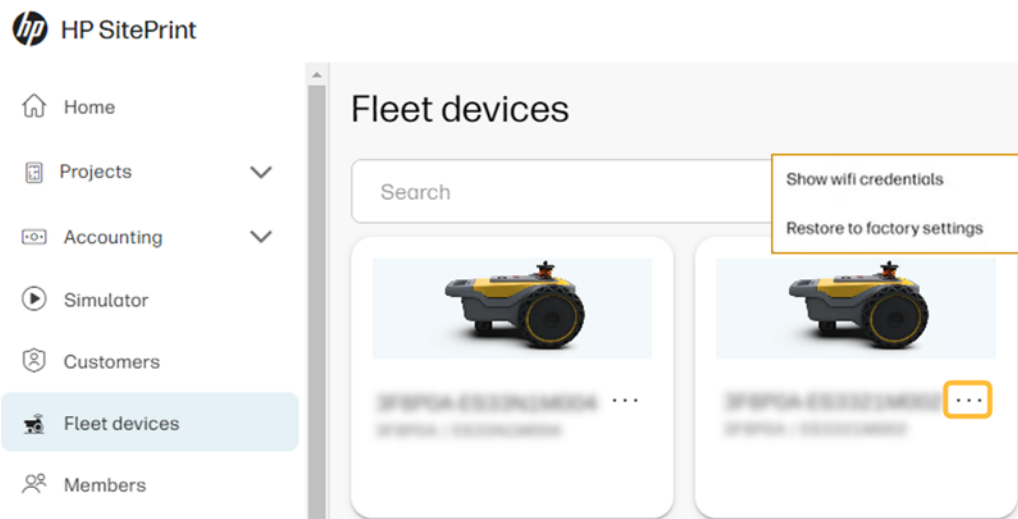 hp HP SitePrint
Home
Projects
Accounting
Simulator
Customers
Fleet devices
Members
Fleet devices
Search
Show wifi credentials
Restore to factory settings
...
...